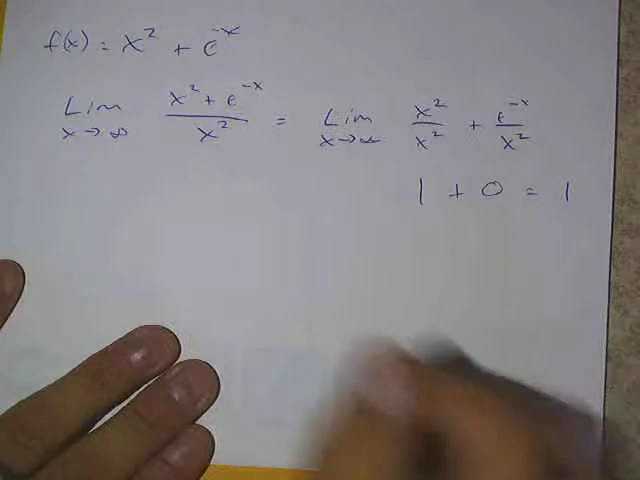 f(x) = x² + e⁻ˣ
Lim x→∞ (x² + e⁻ˣ)/x² = Lim x→∞ x²/x² + e⁻ˣ/x²
1 + 0 = 1